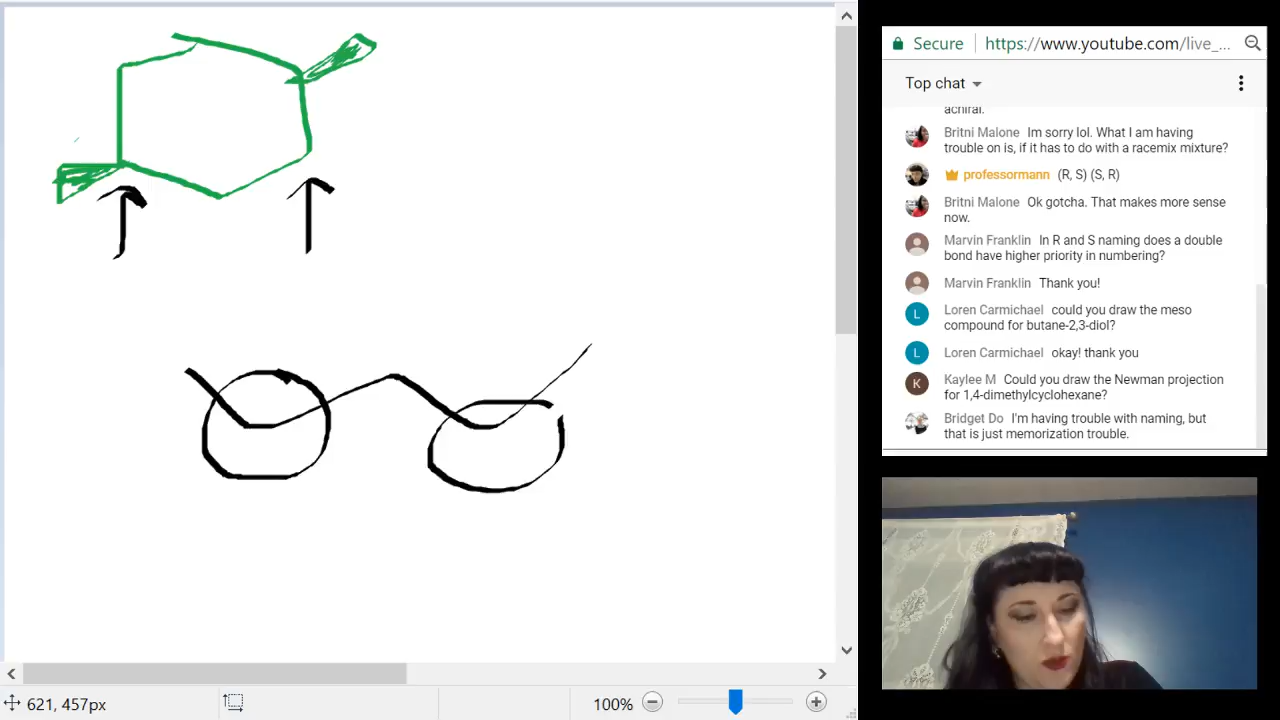 Secure https://www.youtube.com/live_...
Top chat
achiral.
Britni Malone Im sorry lol. What I am having
trouble on is, if it has to do with a racemix mixture?
professormann (R, S) (S, R)
Britni Malone Ok gotcha. That makes more sense
now.
Marvin Franklin In R and S naming does a double
bond have higher priority in numbering?
Marvin Franklin Thank you!
L Loren Carmichael could you draw the meso
compound for butane-2,3-diol?
L Loren Carmichael okay! thank you
K Kaylee M Could you draw the Newman projection
for 1,4-dimethylcyclohexane?
Bridget Do I'm having trouble with naming, but
that is just memorization trouble.
621, 457px
100%